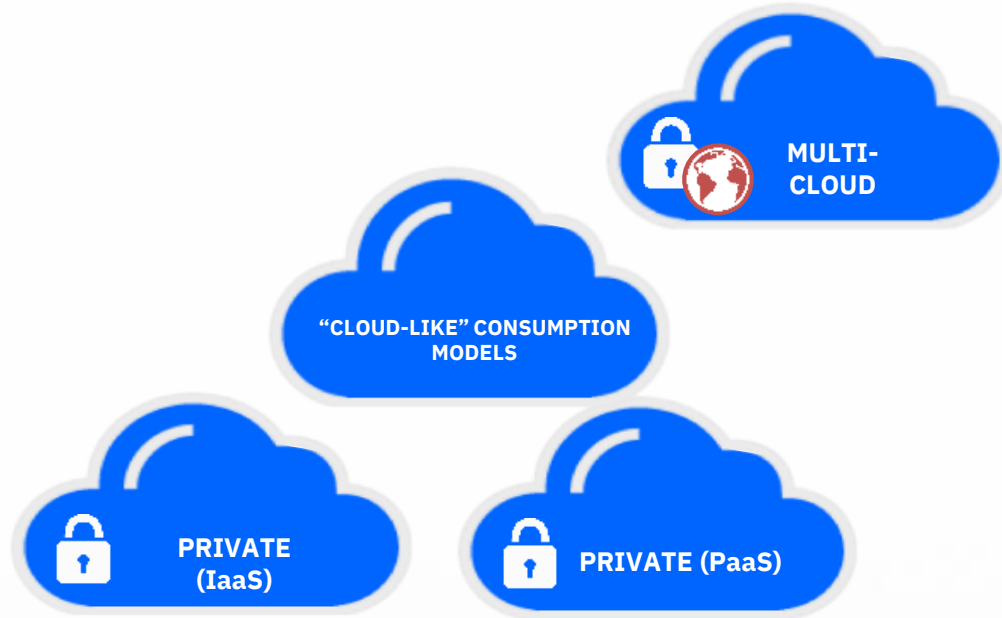 MULTI-
CLOUD
“CLOUD-LIKE” CONSUMPTION
MODELS
PRIVATE
(IaaS)
PRIVATE (PaaS)